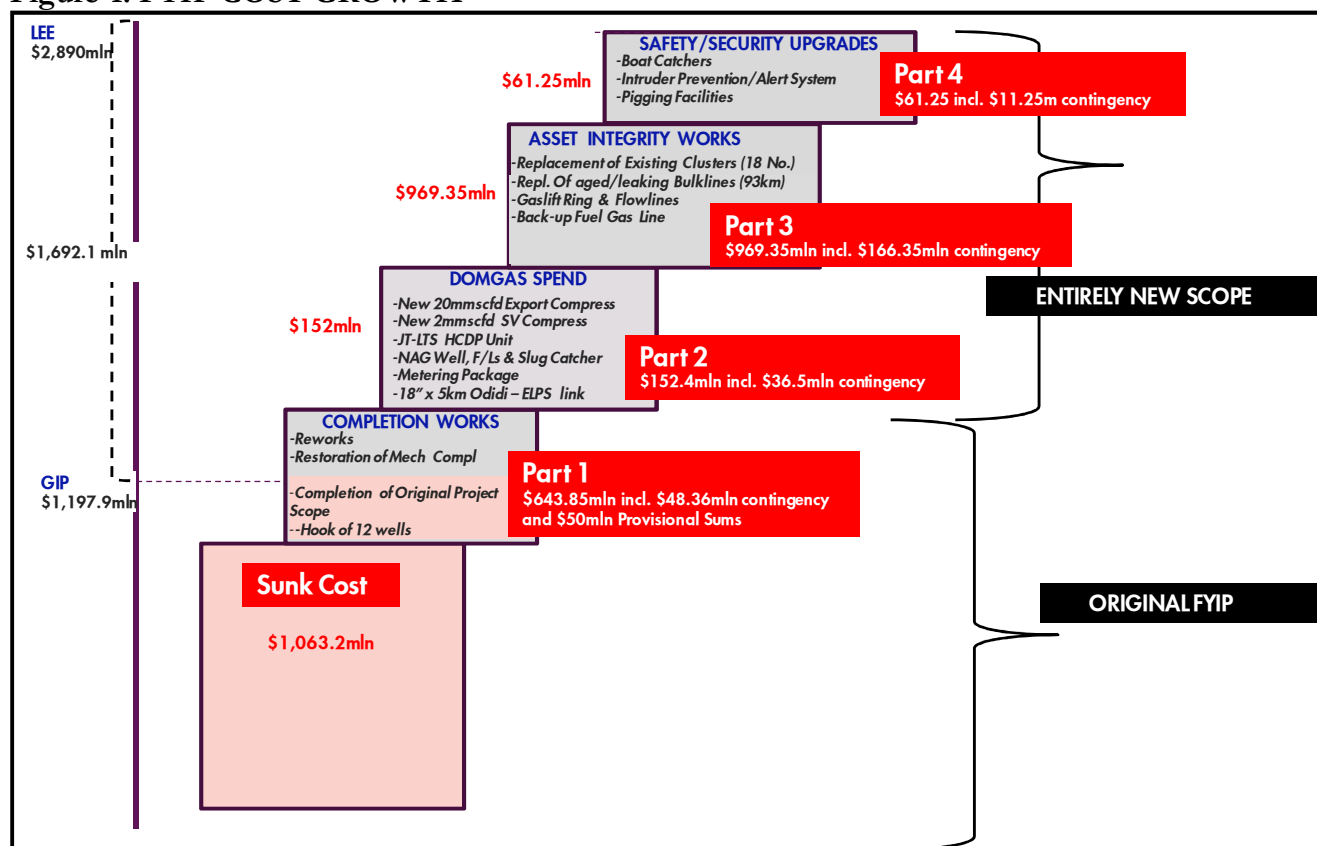 Figure 4: FYIP COST GROWTH
LEE
$2,890mln
$1,692.1 mln
GIP
$1,197.9mln
SAFETY/SECURITY UPGRADES
-Boat Catchers
-Intruder Prevention/Alert System
-Pigging Facilities
$61.25mln
Part 4
$61.25 incl. $11.25m contingency
ASSET INTEGRITY WORKS
-Replacement of Existing Clusters (18 No.)
-Repl. Of aged/leaking Bulklines (93km)
-Gaslift Ring & Flowlines
-Back-up Fuel Gas Line
$969.35mln
Part 3
$969.35mln incl. $166.35mln contingency
DOMGAS SPEND
-New 20mmscfd Export Compress
-New 2mmscfd SV Compress
-JT-LTS HCDP Unit
-NAG Well, F/Ls & Slug Catcher
-Metering Package
-18” x 5km Odidi – ELPS link
$152mln
Part 2
$152.4mln incl. $36.5mln contingency
ENTIRELY NEW SCOPE
COMPLETION WORKS
-Reworks
-Restoration of Mech Compl
-Completion of Original Project
Scope
--Hook of 12 wells
Part 1
$643.85mln incl. $48.36mln contingency
and $50mln Provisional Sums
Sunk Cost
$1,063.2mln
ORIGINAL FYIP